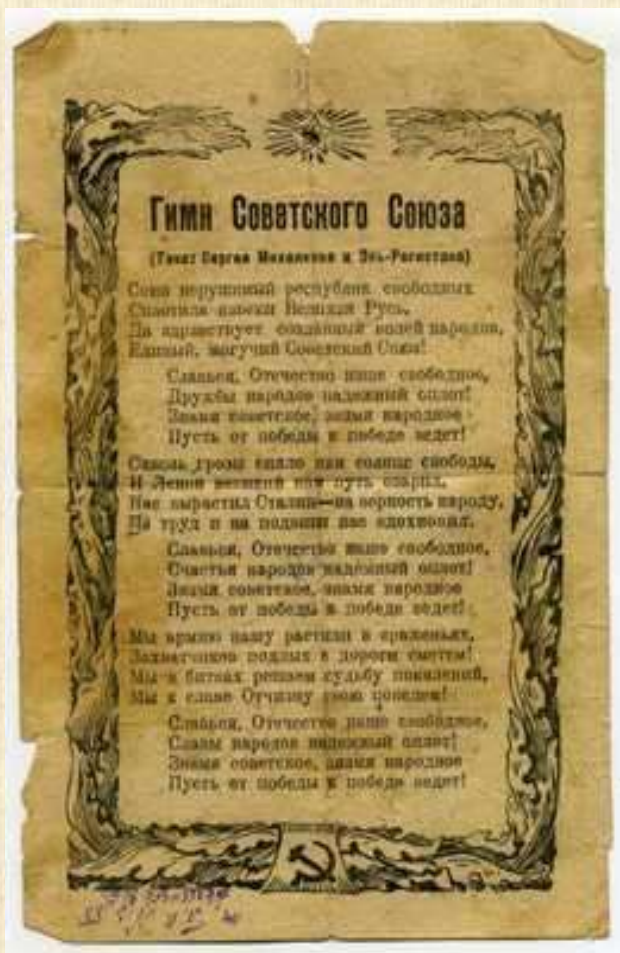 Гимн Советского Союза
(Текст Сергея Михалкова и Эль-Регистана)
Союз нерушимый республик свободных
Сплотила навеки Великая Русь.
Да здравствует созданный волей народов,
Единый, могучий Советский Союз!
Славься, Отечество наше свободное,
Дружбы народов надежный оплот!
Знамя советское, знамя народное
Пусть от победы к победе ведет!
Сквозь грозы сияло нам солнце свободы,
И Ленин великий нам путь озарил,
Нас вырастил Сталин—на верность народу,
На труд и на подвиги нас вдохновил.
Славься, Отечество наше свободное,
Счастья народов надежный оплот!
Знамя советское, знамя народное
Пусть от победы к победе ведет!
Мы армию нашу растили в сраженьях,
Захватчиков подлых с дороги сметем!
Мы в битвах решаем судьбу поколений,
Мы к славе Отчизну свою поведем!
Славься, Отечество наше свободное,
Славы народов надежный оплот!
Знамя советское, знамя народное
Пусть от победы к победе ведет!